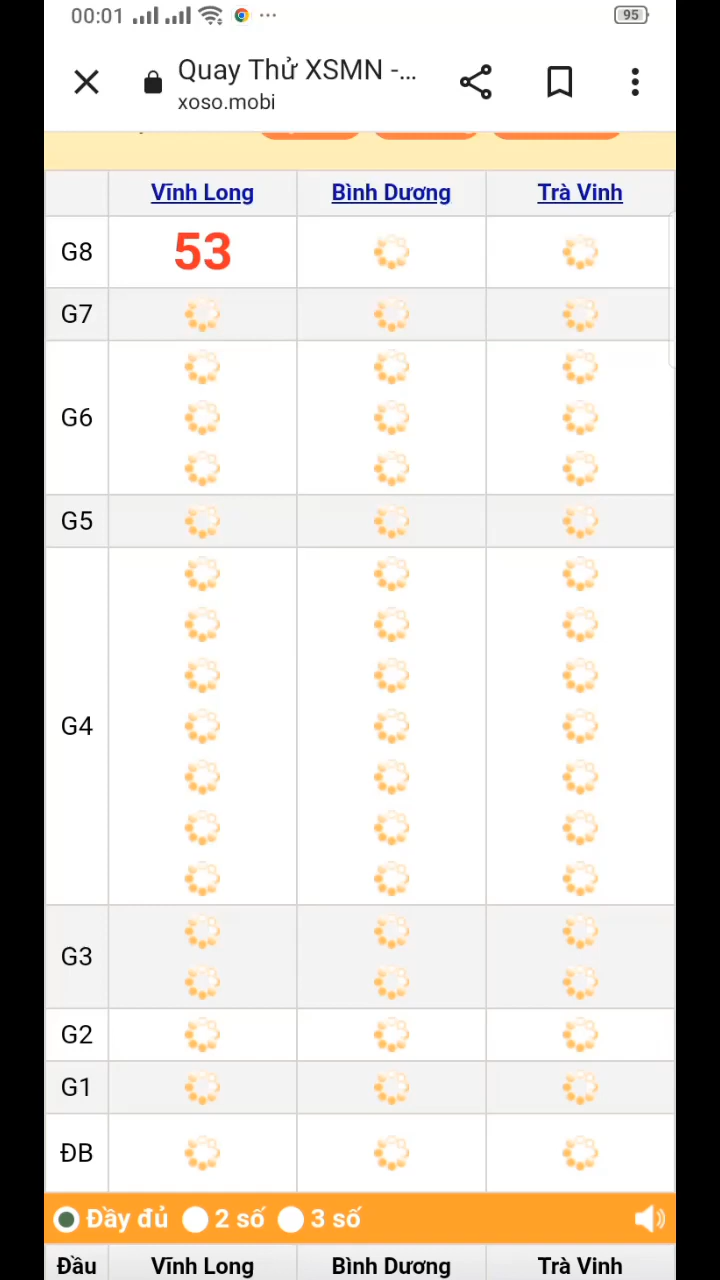 00:01 95
Quay Thử XSMN -...
xoso.mobi
Vĩnh Long Bình Dương Trà Vinh
G8 53
G7
G6
G5
G4
G3
G2
G1
ĐB
Đầy đủ 2 số 3 số
Đầu Vĩnh Long Bình Dương Trà Vinh